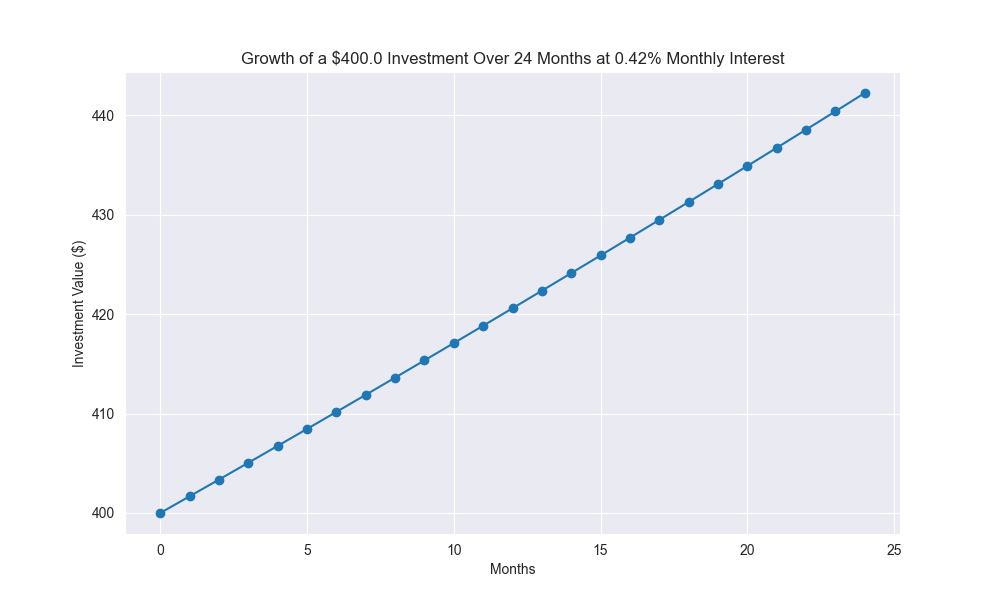 Growth of a $400.0 Investment Over 24 Months at 0.42% Monthly Interest
440
430
420
410
400
Investment Value ($)
0 5 10 15 20 25
Months